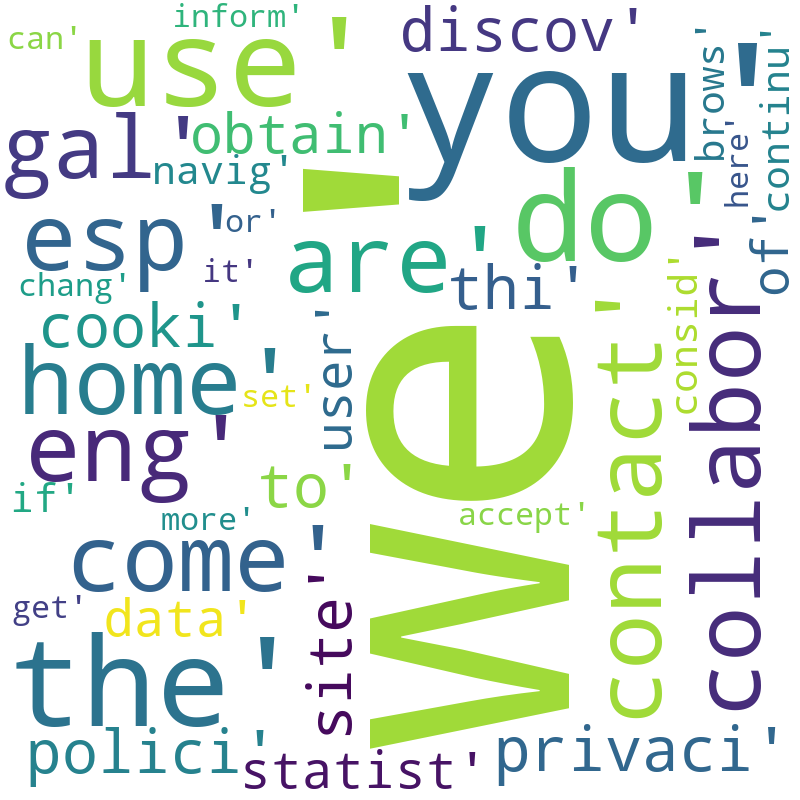 inform'
can'
discov'
use'
you'
brows'
continu'
gal'
obtain'
here'
navig'
do'
esp'
or'
of'
are'
it'
thi'
chang'
consid'
collabor'
cooki'
contact'
user'
home'
set'
we'
eng'
to'
if'
more'
accept'
come
site'
get'
data'
the'
polici'
statist'
privaci'